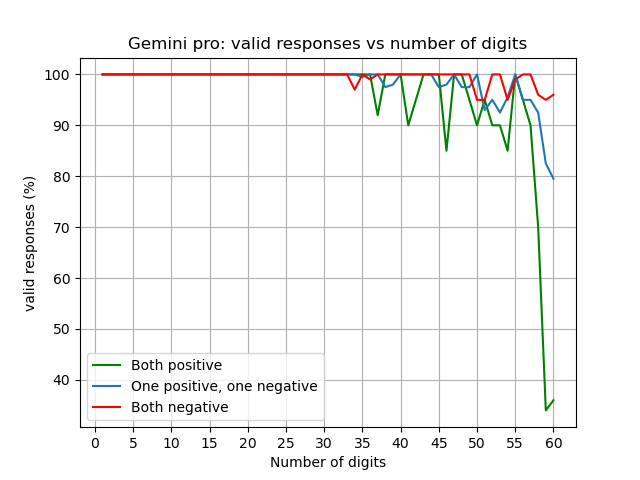 Gemini pro: valid responses vs number of digits
100
90
80
70
60
50
40
valid responses (%)
Both positive
One positive, one negative
Both negative
0 5 10 15 20 25 30 35 40 45 50 55 60
Number of digits